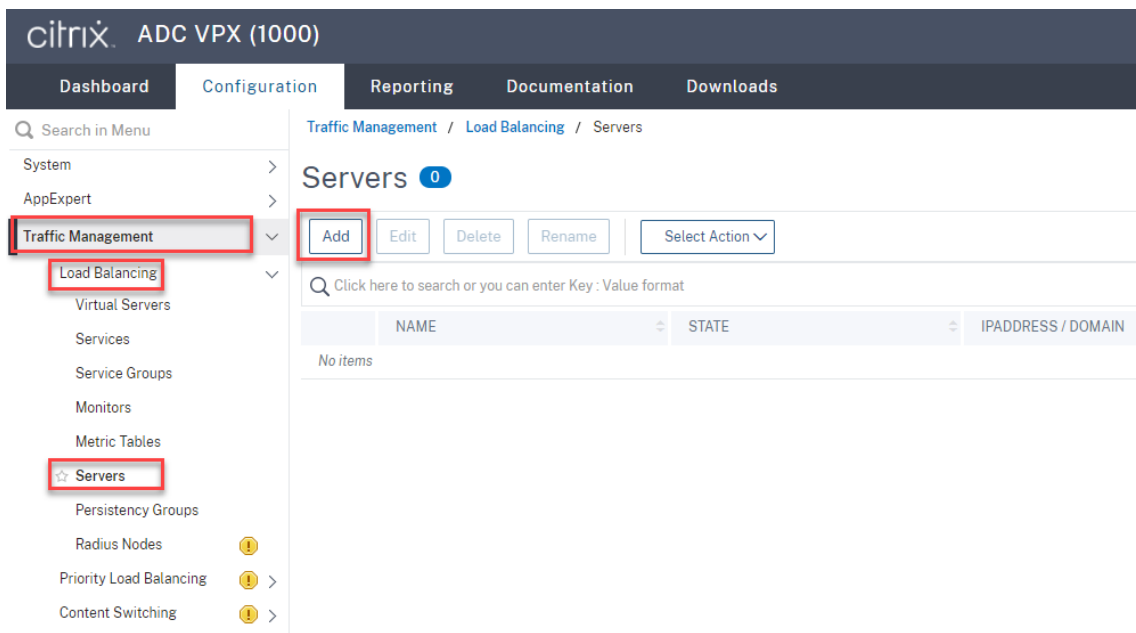 citrix. ADC VPX (1000)
Dashboard Configuration Reporting Documentation Downloads
Search in Menu
System
AppExpert
Traffic Management
Load Balancing
Virtual Servers
Services
Service Groups
Monitors
Metric Tables
Servers
Persistency Groups
Radius Nodes
Priority Load Balancing
Content Switching
Traffic Management / Load Balancing / Servers
Servers 0
Add Edit Delete Rename Select Action
Click here to search or you can enter Key : Value format
NAME STATE IPADDRESS / DOMAIN
No items